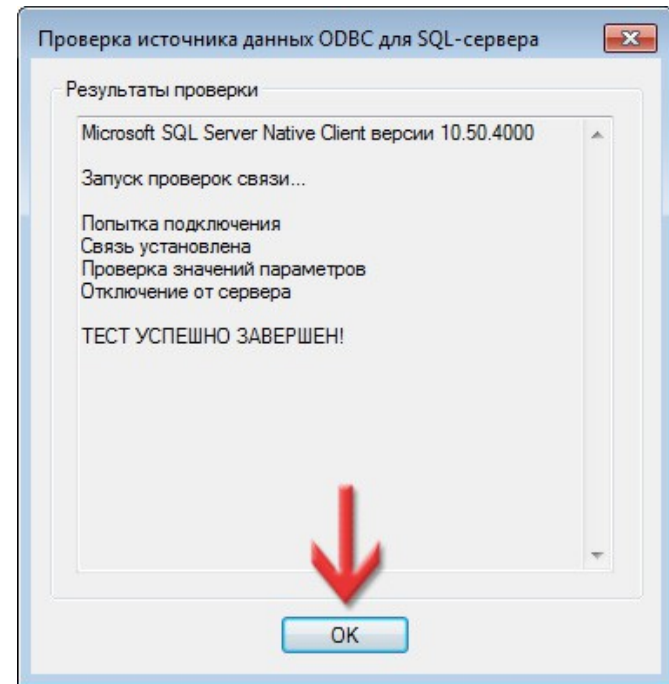 Проверка источника данных ODBC для SQL-сервера
Результаты проверки
Microsoft SQL Server Native Client версии 10.50.4000
Запуск проверок связи...
Попытка подключения
Связь установлена
Проверка значений параметров
Отключение от сервера
ТЕСТ УСПЕШНО ЗАВЕРШЕН!
OK